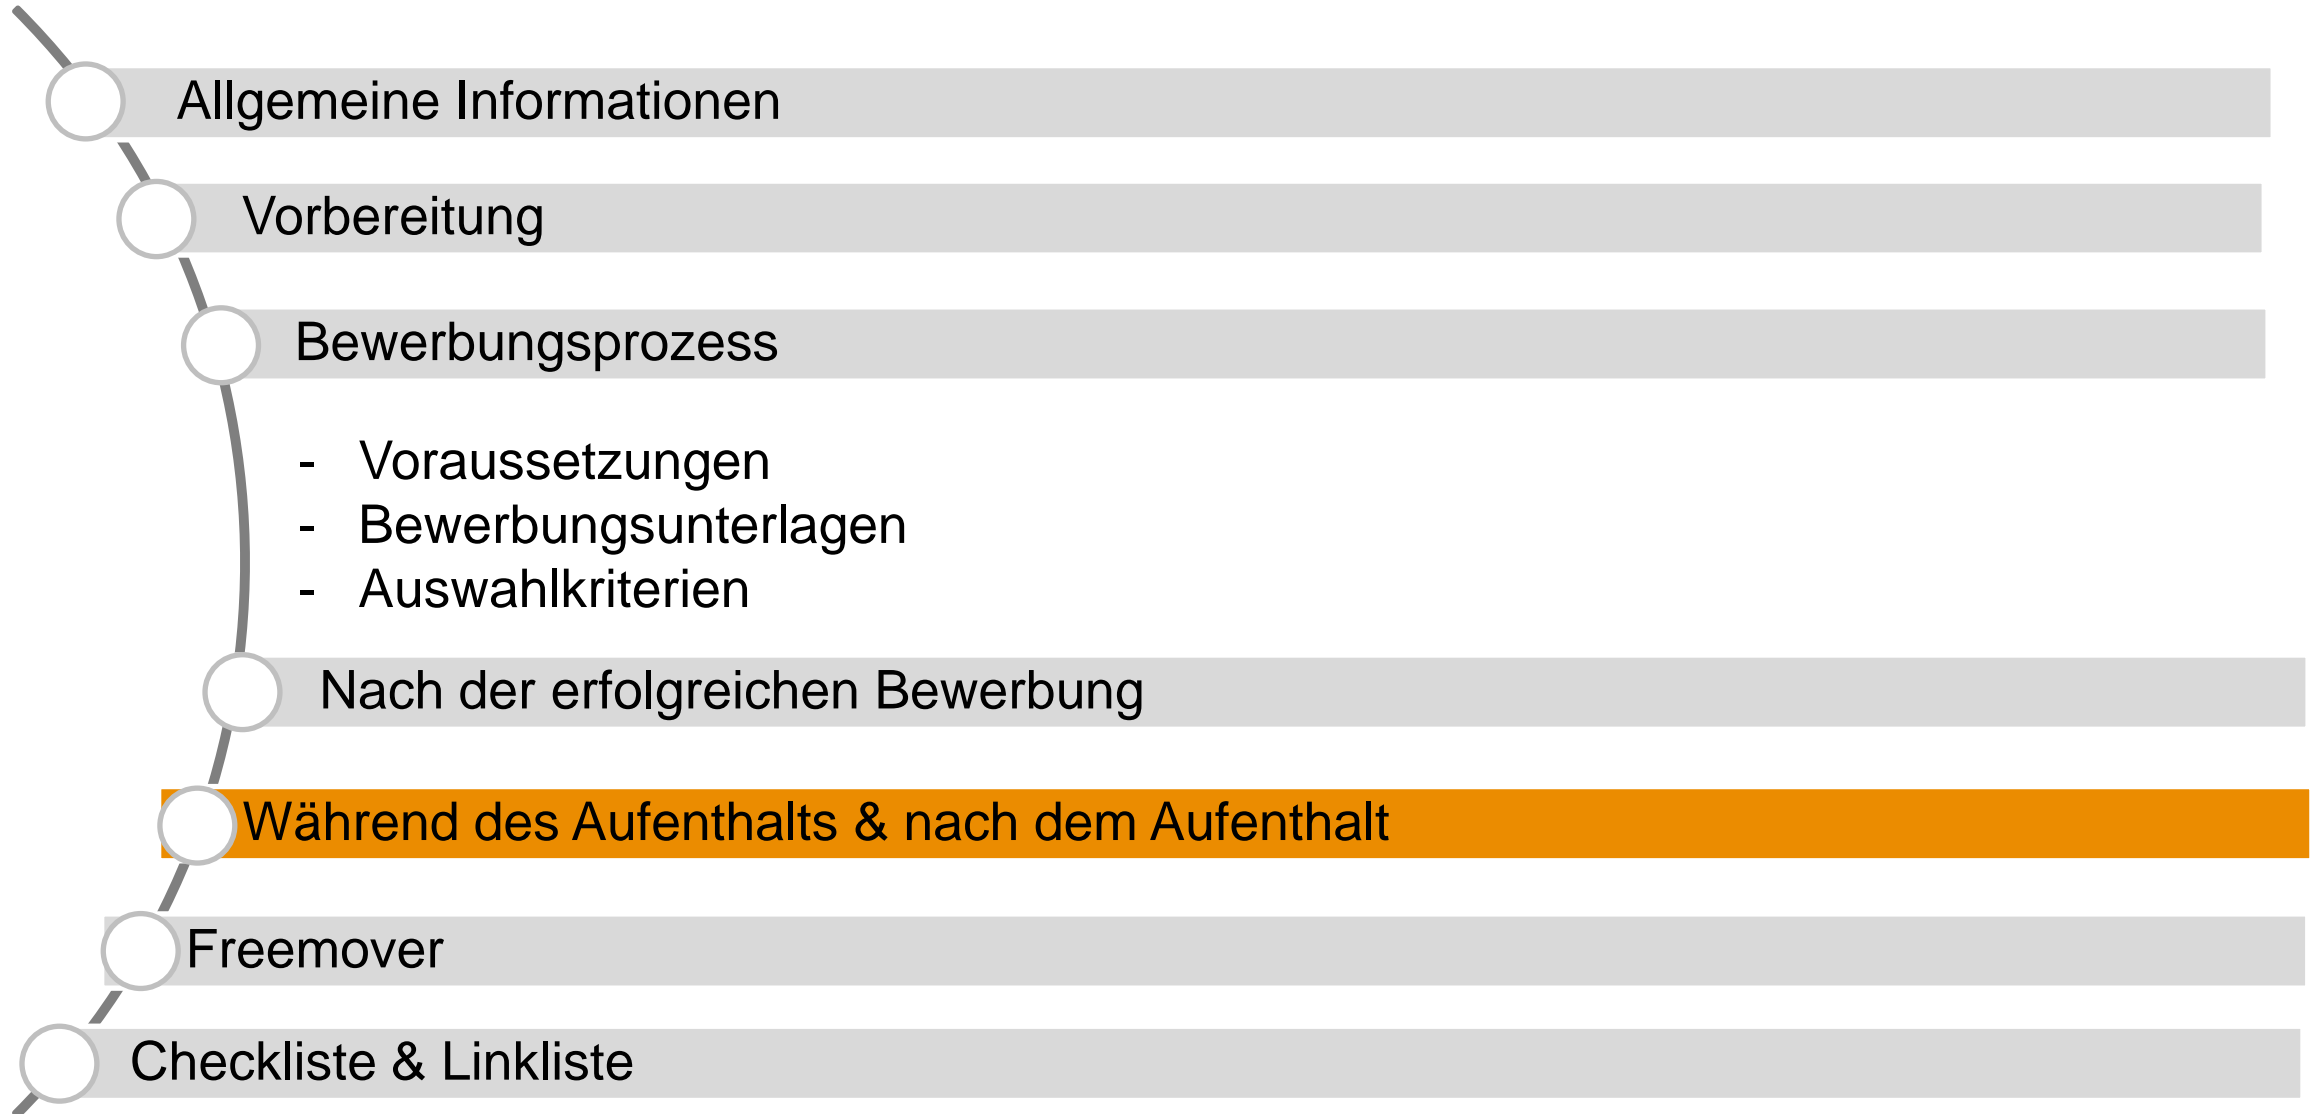 Allgemeine Informationen
Vorbereitung
Bewerbungsprozess
- Voraussetzungen
- Bewerbungsunterlagen
- Auswahlkriterien
Nach der erfolgreichen Bewerbung
Während des Aufenthalts & nach dem Aufenthalt
Freemover
Checkliste & Linkliste